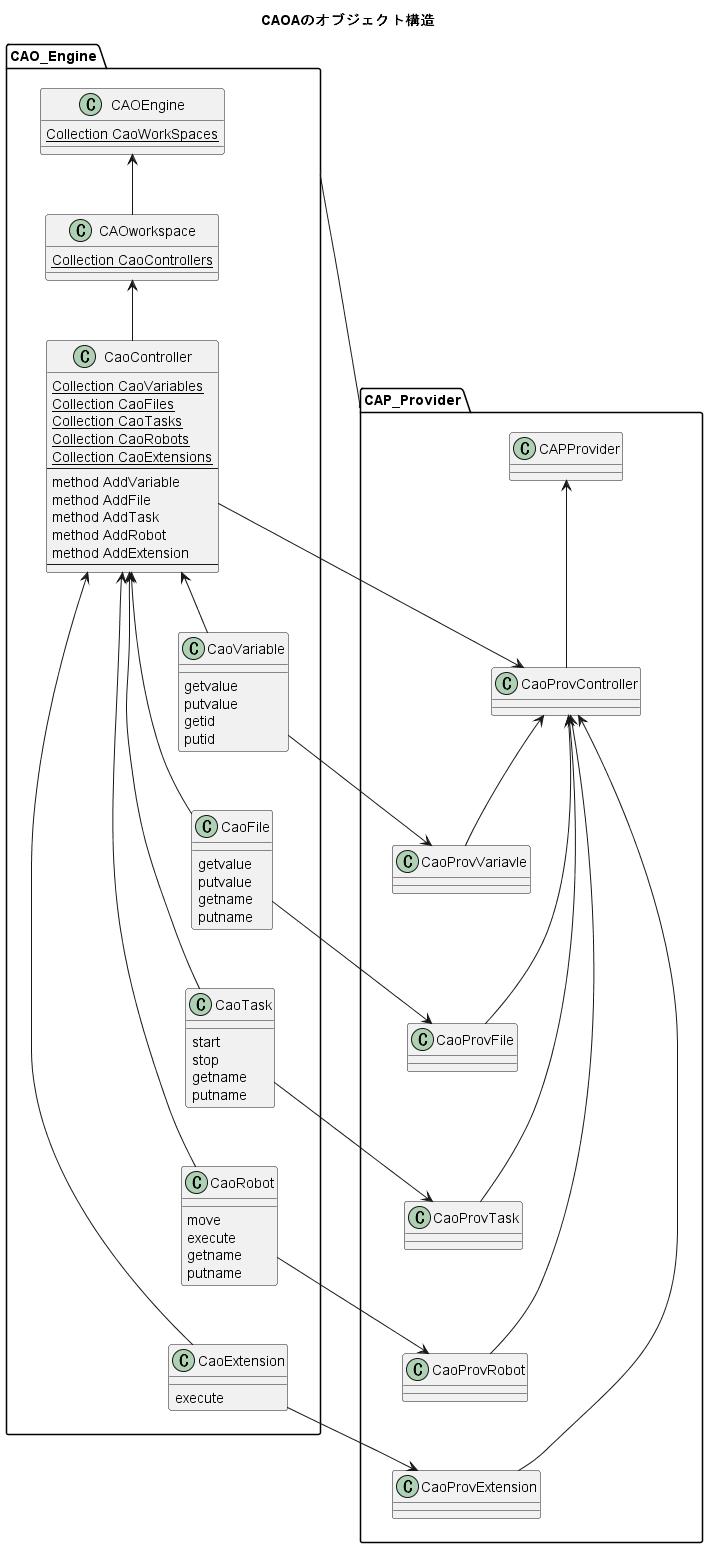 CAOAのオブジェクト構造
CAO_Engine
C CAOEngine
Collection CaoWorkSpaces
C CAOworkspace
Collection CaoControllers
C CaoController
Collection CaoVariables
Collection CaoFiles
Collection CaoTasks
Collection CaoRobots
Collection CaoExtensions
method AddVariable
method AddFile
method AddTask
method AddRobot
method AddExtension
C CaoVariable
getvalue
putvalue
getid
putid
C CaoFile
getvalue
putvalue
getname
putname
C CaoTask
start
stop
getname
putname
C CaoRobot
move
execute
getname
putname
C CaoExtension
execute
CAP_Provider
C CAPProvider
C CaoProvController
C CaoProvVariavle
C CaoProvFile
C CaoProvTask
C CaoProvRobot
C CaoProvExtension